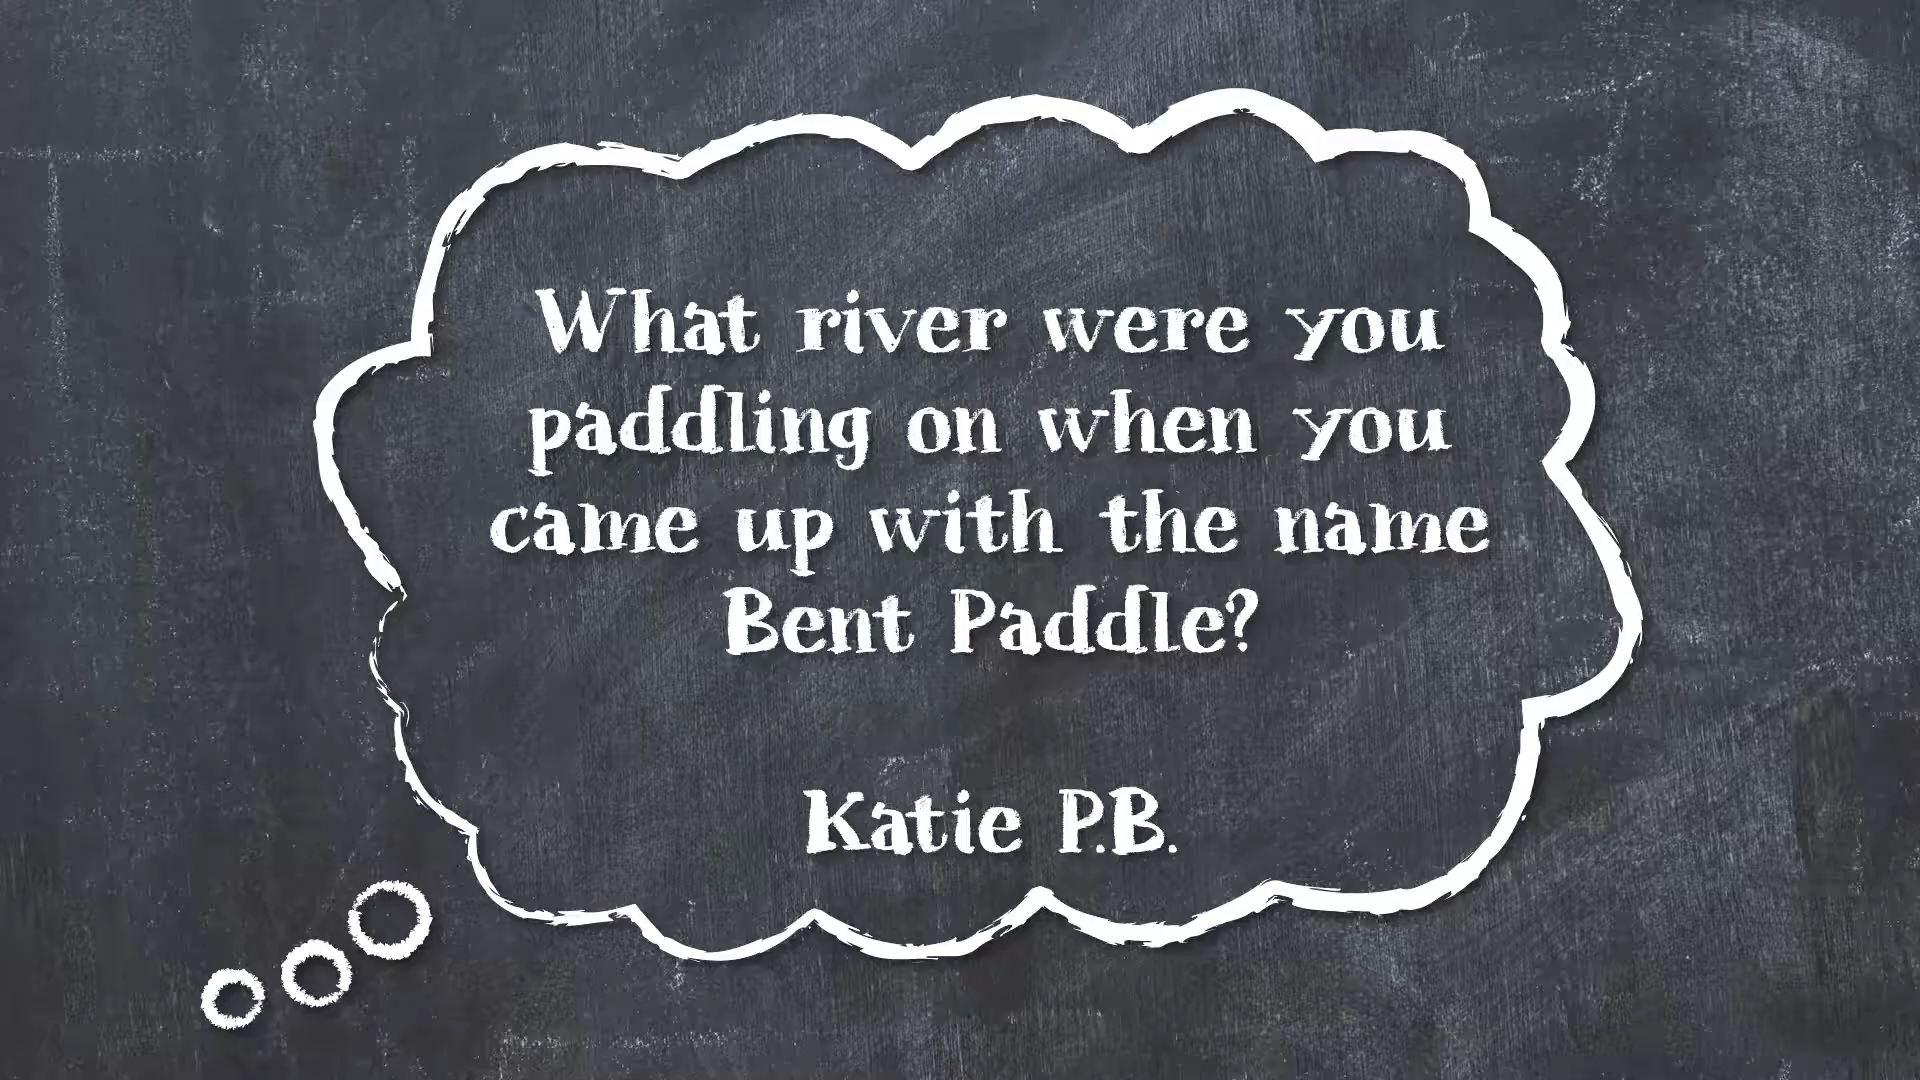 What river were you
paddling on when you
came up with the name
Bent Paddle?
Katie P.B.